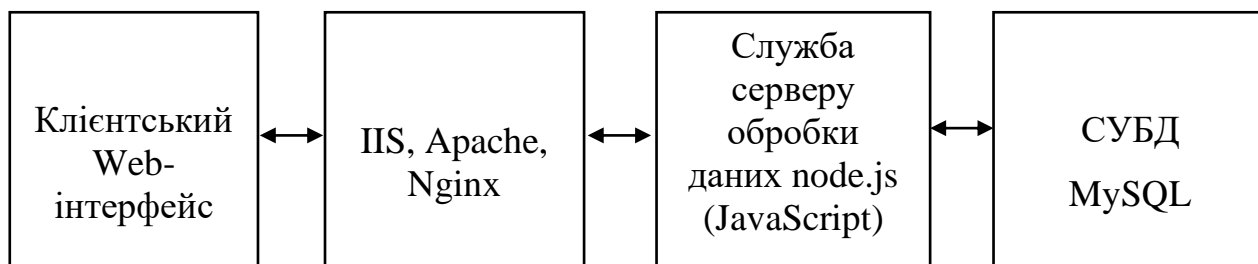 Клієнтський
Web-
інтерфейс
IIS, Apache,
Nginx
Служба
серверу
обробки
даних node.js
(JavaScript)
СУБД
MySQL